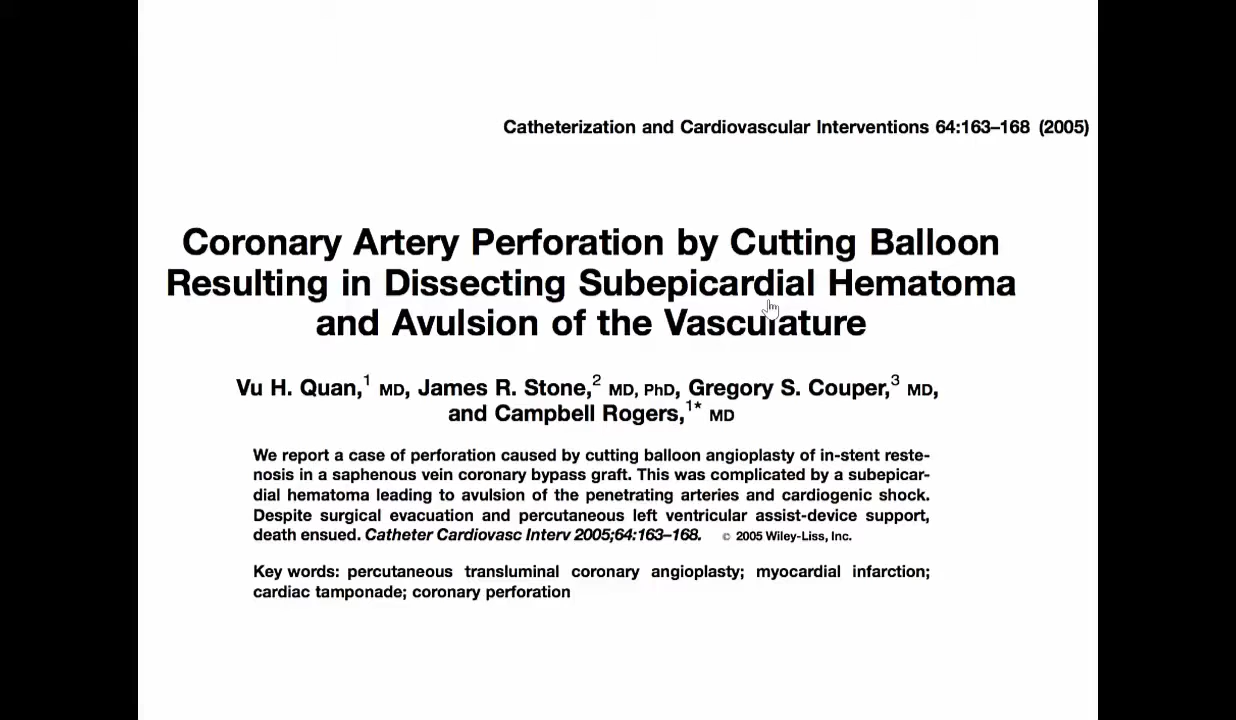 Catheterization and Cardiovascular Interventions 64:163–168 (2005)
Coronary Artery Perforation by Cutting Balloon
Resulting in Dissecting Subepicardial Hematoma
and Avulsion of the Vasculature
Vu H. Quan,1 MD, James R. Stone,2 MD, PhD, Gregory S. Couper,3 MD,
and Campbell Rogers,1* MD
We report a case of perforation caused by cutting balloon angioplasty of in-stent reste-
nosis in a saphenous vein coronary bypass graft. This was complicated by a subepicar-
dial hematoma leading to avulsion of the penetrating arteries and cardiogenic shock.
Despite surgical evacuation and percutaneous left ventricular assist-device support,
death ensued. Catheter Cardiovasc Interv 2005;64:163–168. © 2005 Wiley-Liss, Inc.
Key words: percutaneous transluminal coronary angioplasty; myocardial infarction;
cardiac tamponade; coronary perforation